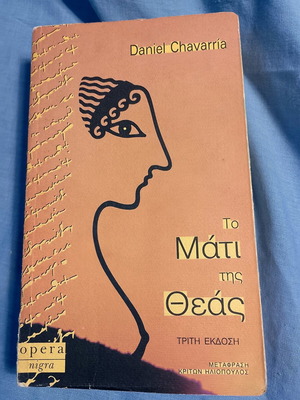 Daniel Chavarría
Το
Μάτι
της
Θεάς
ΤΡΙΤΗ ΕΚΔΟΣΗ
ΜΕΤΑΦΡΑΣΗ
ΚΡΙΤΩΝ ΗΛΙΟΠΟΥΛΟΣ
opera
nigra